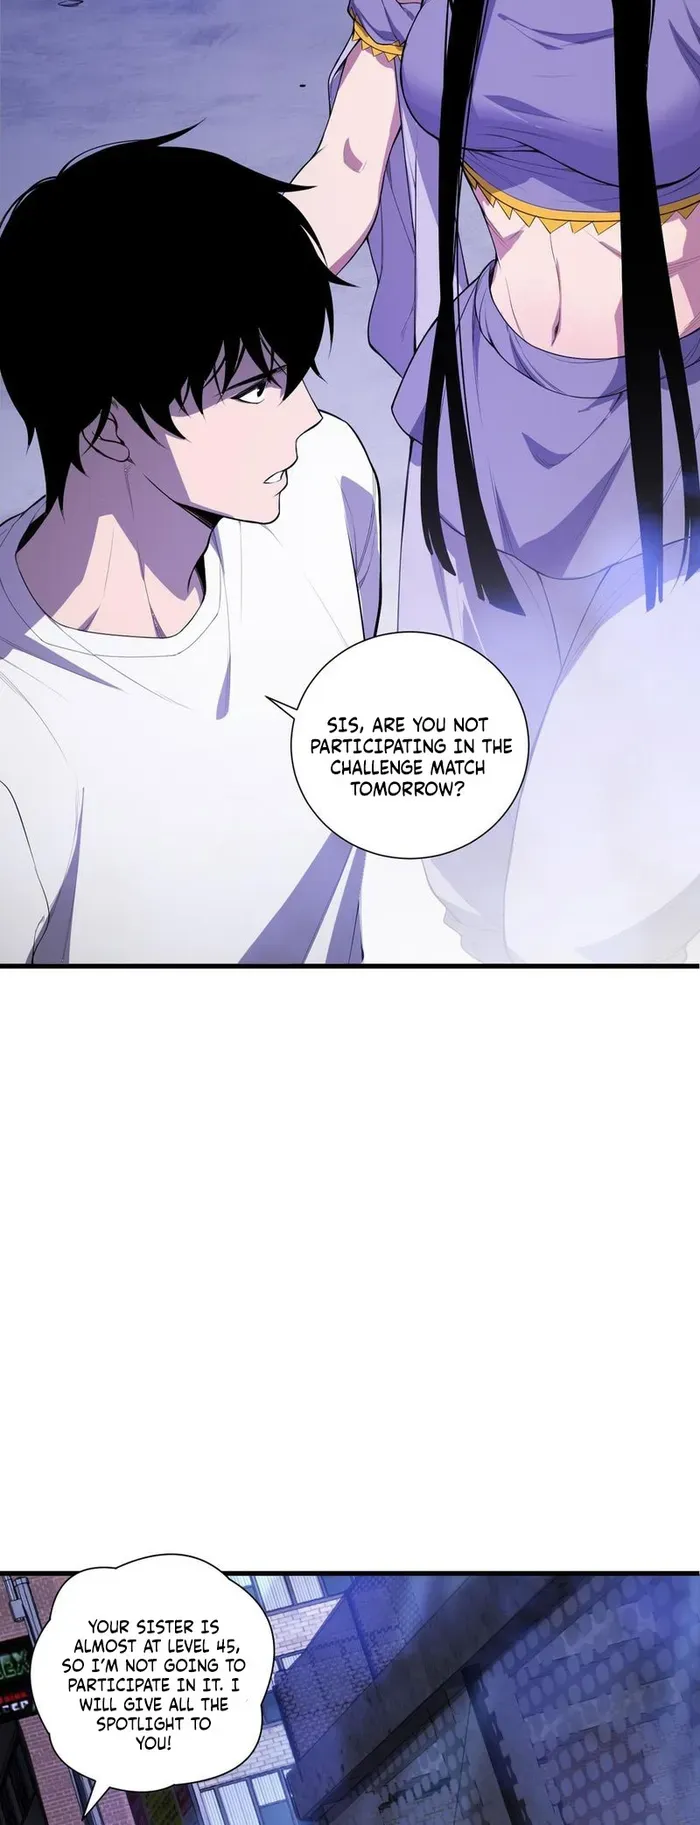 SIS, ARE YOU NOT
PARTICIPATING IN THE
CHALLENGE MATCH
TOMORROW?
YOUR SISTER IS
ALMOST AT LEVEL 45,
SO I'M NOT GOING TO
PARTICIPATE IN IT. I
WILL GIVE ALL THE
SPOTLIGHT TO
YOU!